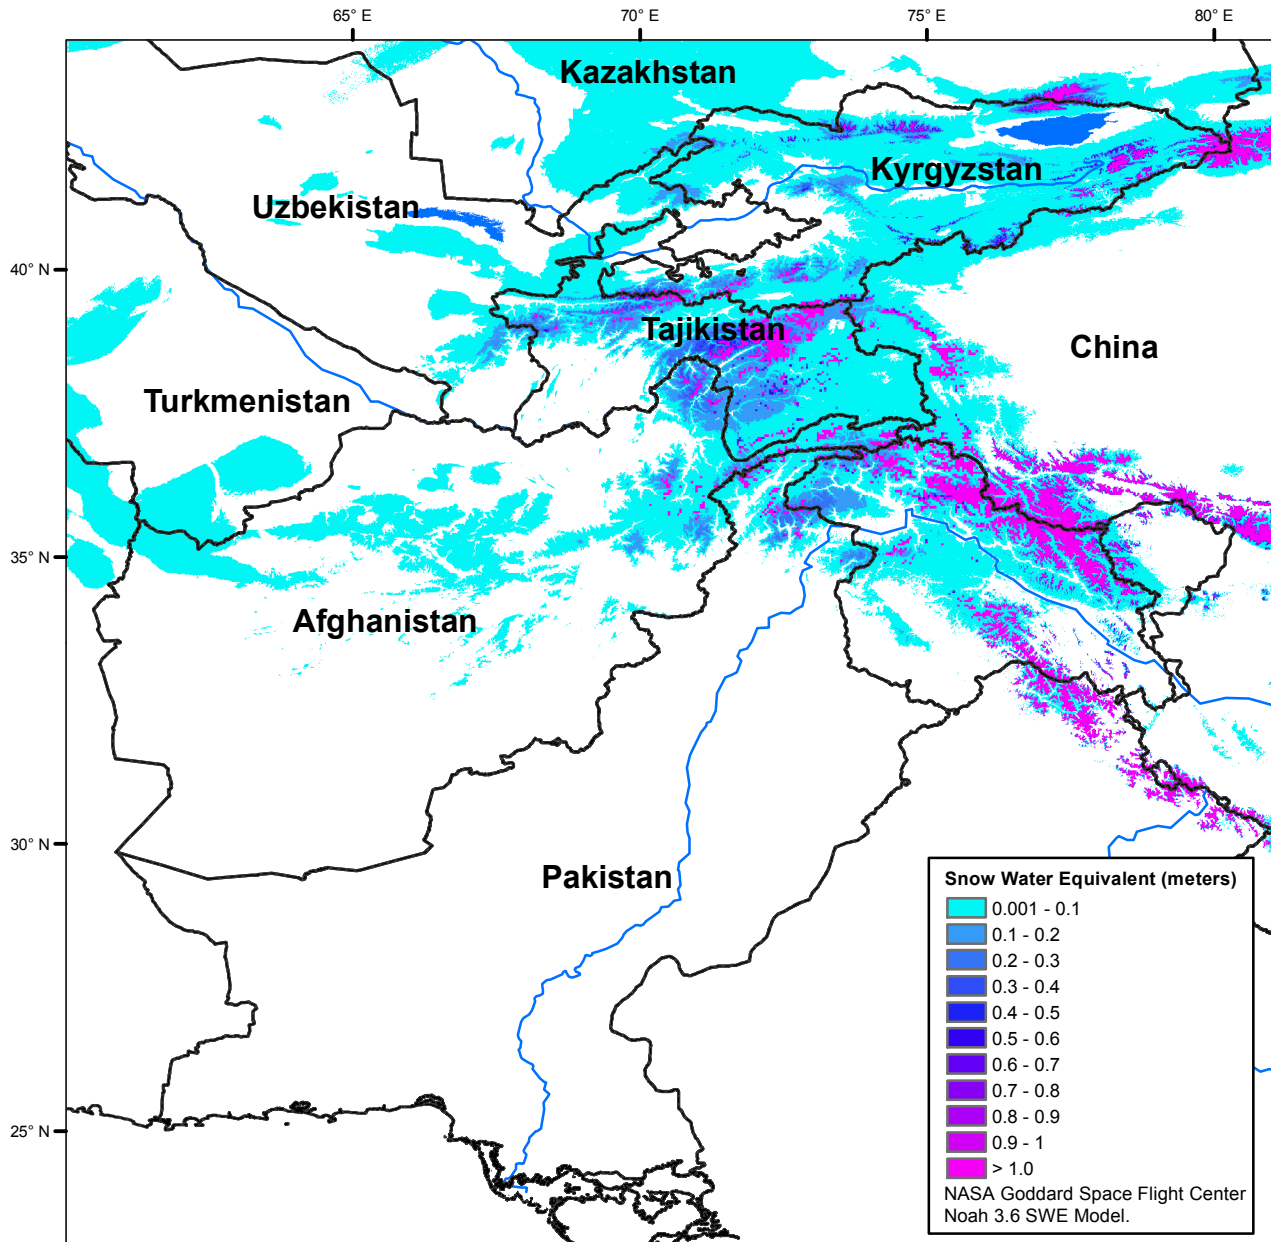 65° E
70° E
75° E
80° E
Kazakhstan
Kyrgyzstan
Uzbekistan
40° N
Tajikistan
China
Turkmenistan
35° N
Afghanistan
30° N
Pakistan
25° N
Snow Water Equivalent (meters)
0.001 - 0.1
0.1 - 0.2
0.2 - 0.3
0.3 - 0.4
0.4 - 0.5
0.5 - 0.6
0.6 - 0.7
0.7 - 0.8
0.8 - 0.9
0.9 - 1
> 1.0
NASA Goddard Space Flight Center
Noah 3.6 SWE Model.